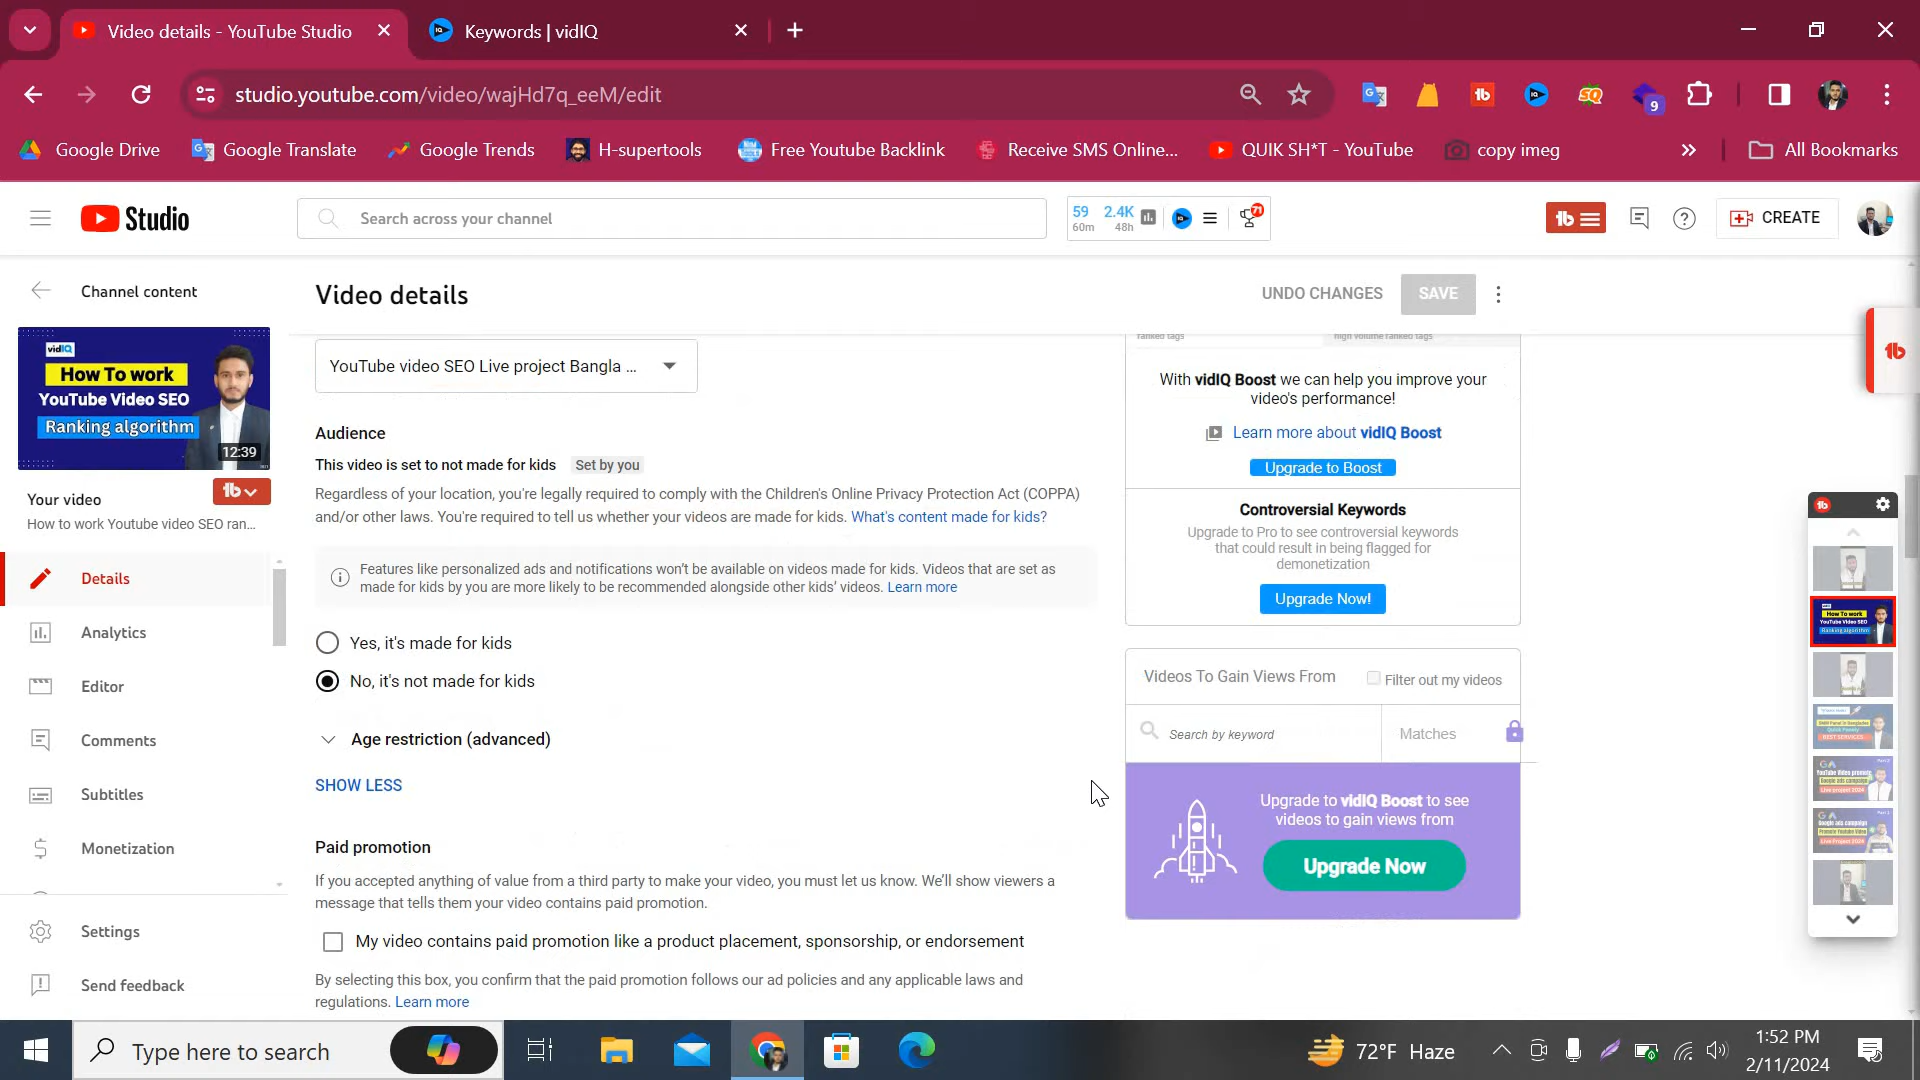 Video details - YouTube Studio
Keywords | vidIQ
studio.youtube.com/video/wajHd7q_eeM/edit
9
Google Drive
Google Translate
Google Trends
H-supertools
Free Youtube Backlink
Receive SMS Online...
QUIK SH*T - YouTube
copy imeg
All Bookmarks
Studio
Search across your channel
59
60m
2.4K
48h
71
CREATE
Channel content
Video details
UNDO CHANGES
SAVE
vidIQ
How To work
YouTube Video SEO
Ranking algorithm
12:39
Your video
How to work Youtube video SEO ran...
Details
Analytics
Editor
Comments
Subtitles
Monetization
Settings
Send feedback
YouTube video SEO Live project Bangla ...
Audience
This video is set to not made for kids
Set by you
Regardless of your location, you're legally required to comply with the Children's Online Privacy Protection Act (COPPA)
and/or other laws. You're required to tell us whether your videos are made for kids. What's content made for kids?
Features like personalized ads and notifications won't be available on videos made for kids. Videos that are set as
made for kids by you are more likely to be recommended alongside other kids' videos. Learn more
Yes, it's made for kids
No, it's not made for kids
Age restriction (advanced)
SHOW LESS
Paid promotion
If you accepted anything of value from a third party to make your video, you must let us know. We'll show viewers a
message that tells them your video contains paid promotion.
My video contains paid promotion like a product placement, sponsorship, or endorsement
By selecting this box, you confirm that the paid promotion follows our ad policies and any applicable laws and
regulations. Learn more
ranked tags
high volume ranked tags
With vidIQ Boost we can help you improve your
video's performance!
Learn more about vidIQ Boost
Upgrade to Boost
Controversial Keywords
Upgrade to Pro to see controversial keywords
that could result in being flagged for
demonetization
Upgrade Now!
Videos To Gain Views From
Filter out my videos
Search by keyword
Matches
Upgrade to vidIQ Boost to see
videos to gain views from
Upgrade Now
How To work
YouTube Video SEO
Ranking algorithm
Type here to search
72°F Haze
1:52 PM
2/11/2024